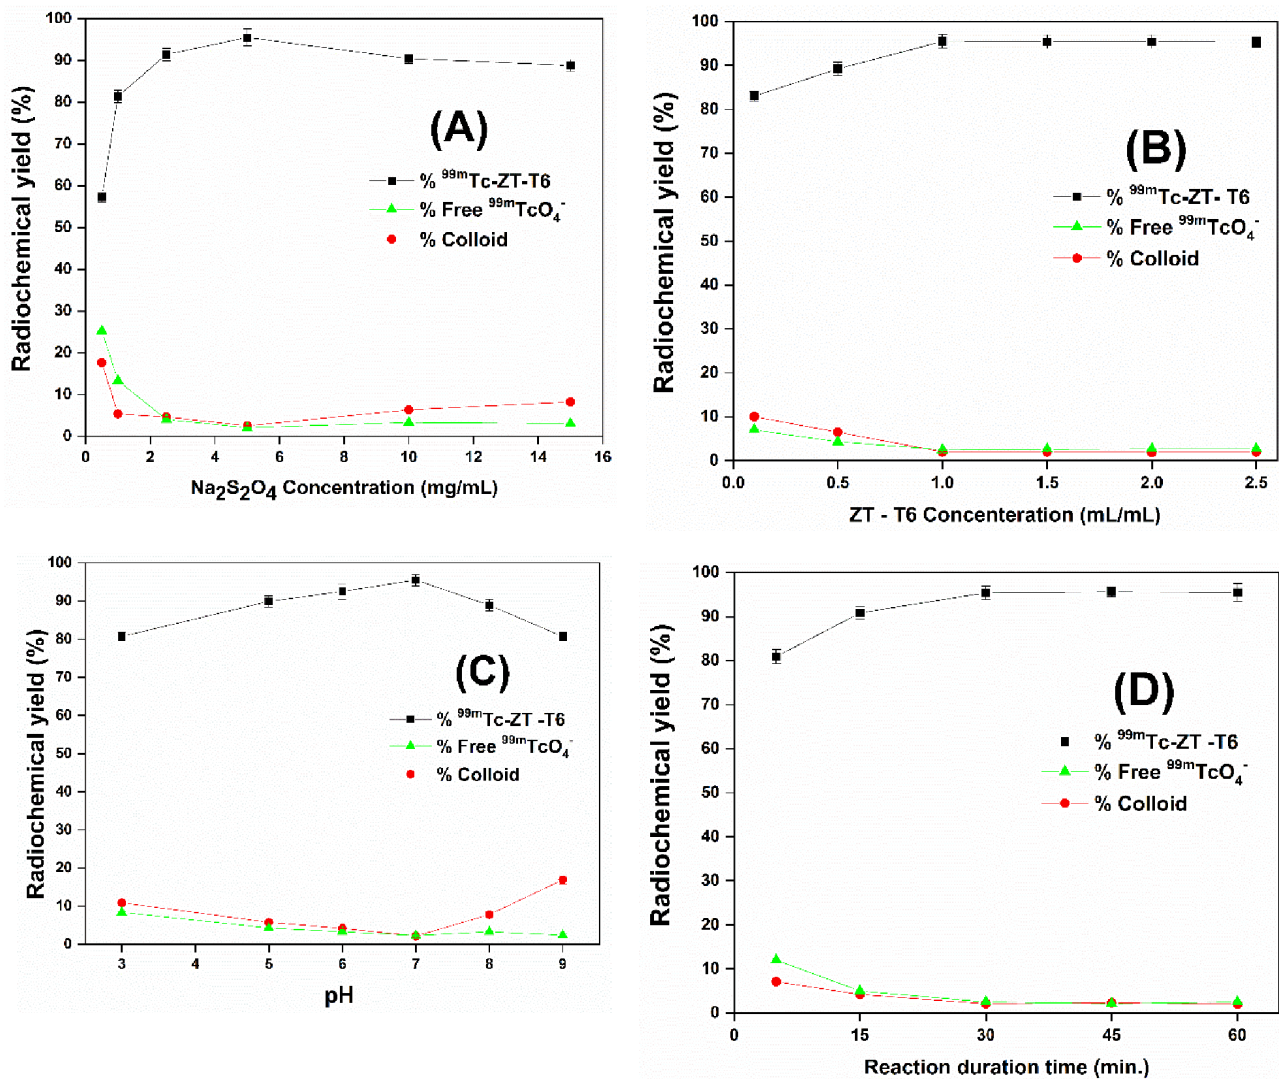 100
90
80
70
60
50
40
30
20
10
0
Radiochemical yield (%)
(A)
% ⁹⁹ᵐTc-ZT-T6
% Free ⁹⁹ᵐTcO₄⁻
% Colloid
0 2 4 6 8 10 12 14 16
Na₂S₂O₄ Concentration (mg/mL)
100
90
80
70
60
50
40
30
20
10
0
Radiochemical yield (%)
(B)
% ⁹⁹ᵐTc-ZT- T6
% Free ⁹⁹ᵐTcO₄⁻
% Colloid
0.0 0.5 1.0 1.5 2.0 2.5
ZT - T6 Concenteration (mL/mL)
100
90
80
70
60
50
40
30
20
10
0
Radiochemical yield (%)
(C)
% ⁹⁹ᵐTc-ZT -T6
% Free ⁹⁹ᵐTcO₄⁻
% Colloid
3 4 5 6 7 8 9
pH
100
90
80
70
60
50
40
30
20
10
0
Radiochemical yield (%)
(D)
% ⁹⁹ᵐTc-ZT -T6
% Free ⁹⁹ᵐTcO₄⁻
% Colloid
0 15 30 45 60
Reaction duration time (min.)